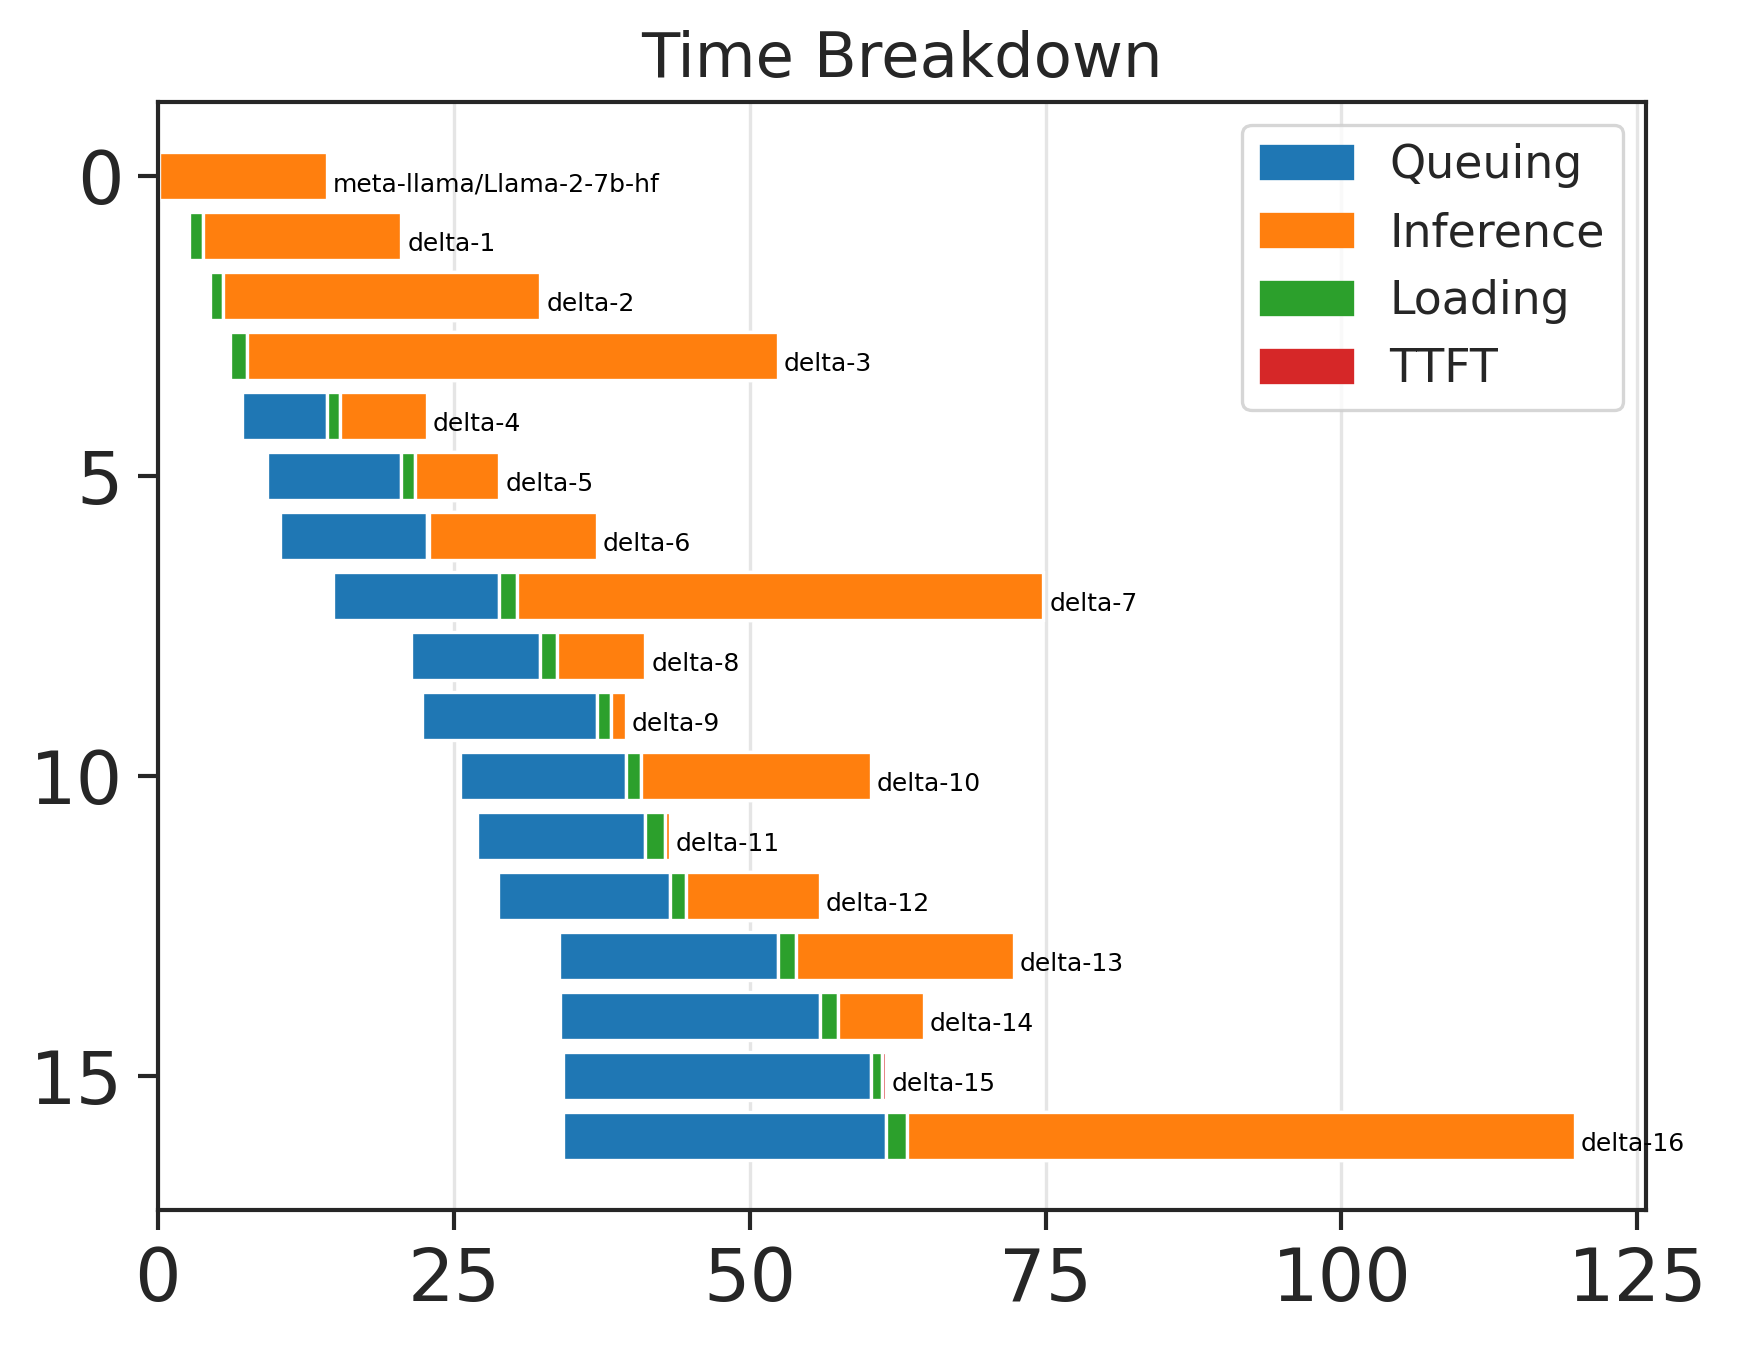 Time Breakdown
Queuing
Inference
Loading
TTFT
0
meta-llama/Llama-2-7b-hf
delta-1
delta-2
delta-3
delta-4
5
delta-5
delta-6
delta-7
delta-8
delta-9
10
delta-10
delta-11
delta-12
delta-13
delta-14
15
delta-15
delta-16
0 25 50 75 100 125